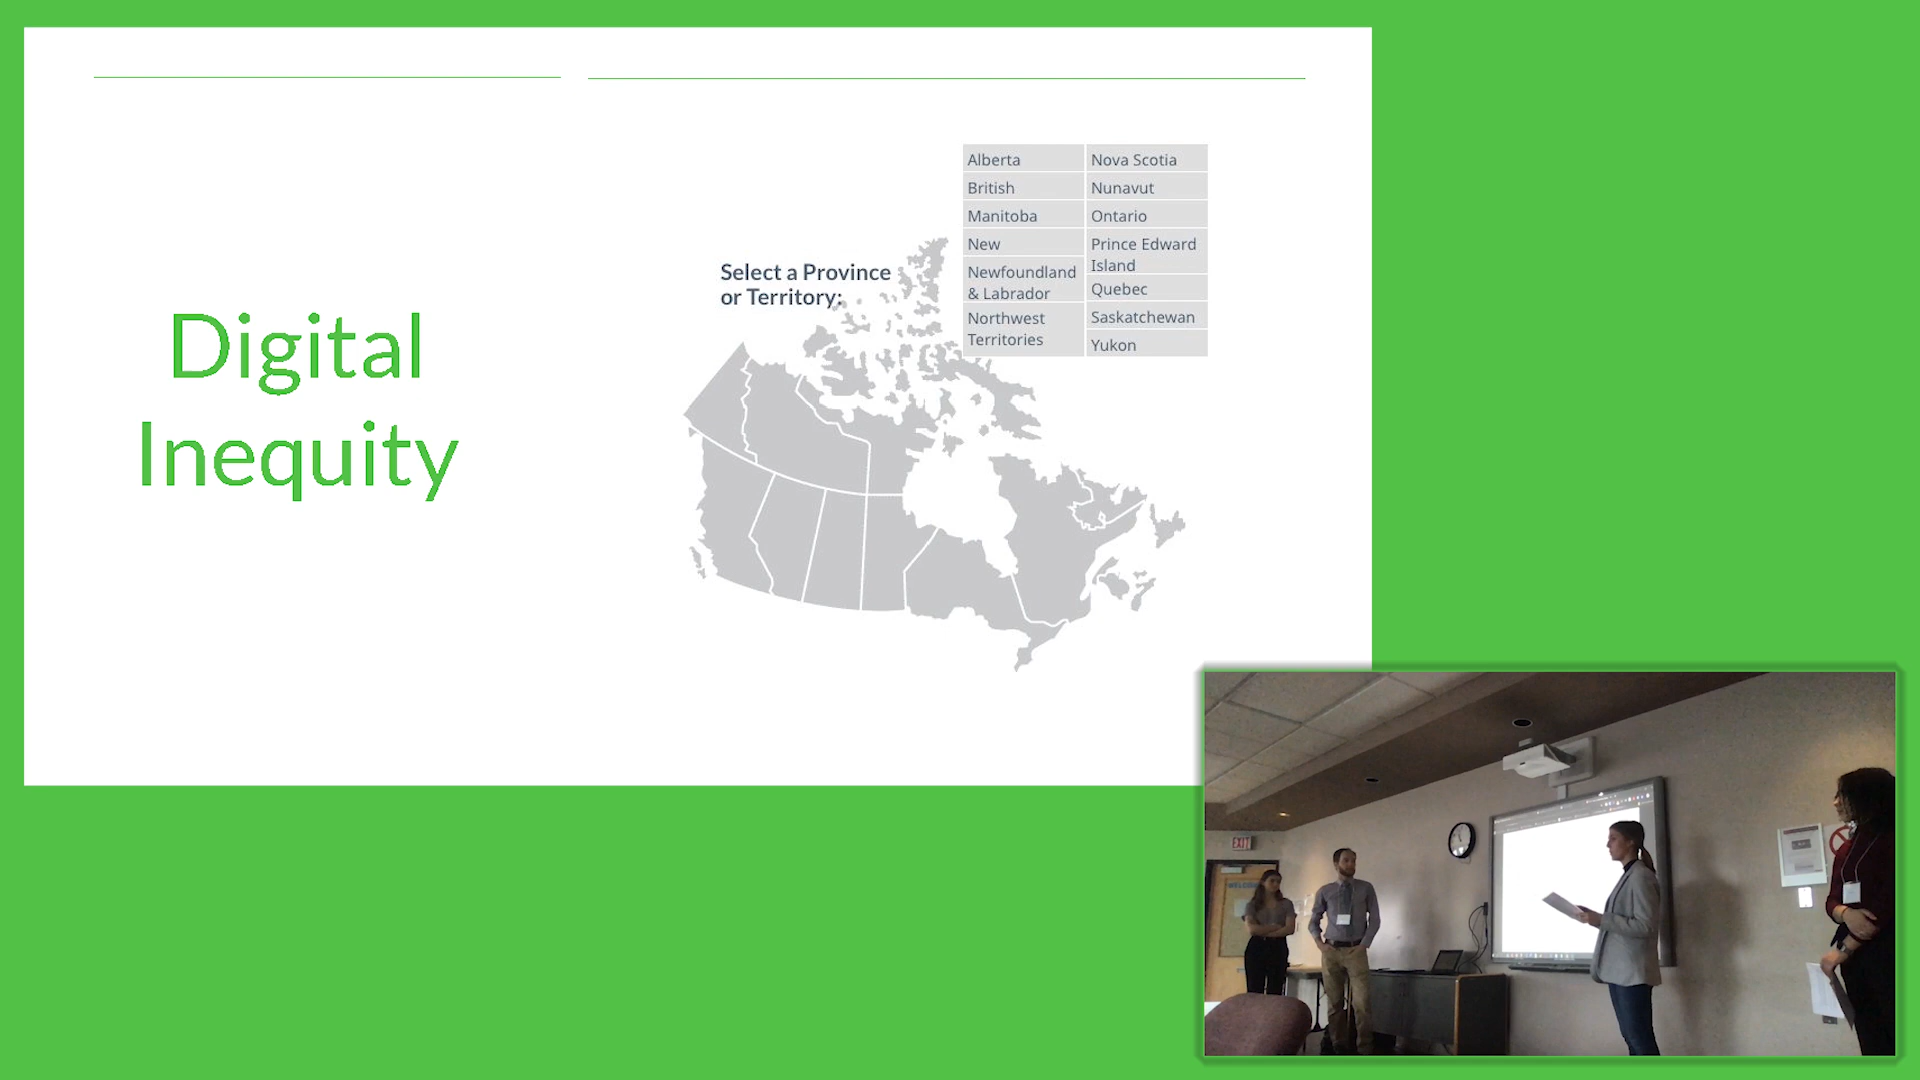 Digital
Inequity
Select a Province
or Territory:
Alberta
British
Manitoba
New
Newfoundland
& Labrador
Northwest
Territories
Nova Scotia
Nunavut
Ontario
Prince Edward
Island
Quebec
Saskatchewan
Yukon
EXIT
WELCOME